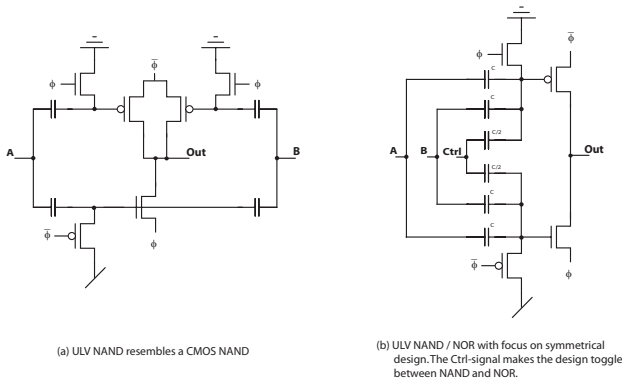 ϕ
ϕ̅
ϕ
A
Out
B
ϕ̅
ϕ
(a) ULV NAND resembles a CMOS NAND
ϕ
ϕ̅
C
C
C/2
A
B
Ctrl
Out
C/2
C
C
ϕ̅
ϕ
(b) ULV NAND / NOR with focus on symmetrical
design.The Ctrl-signal makes the design toggle
between NAND and NOR.